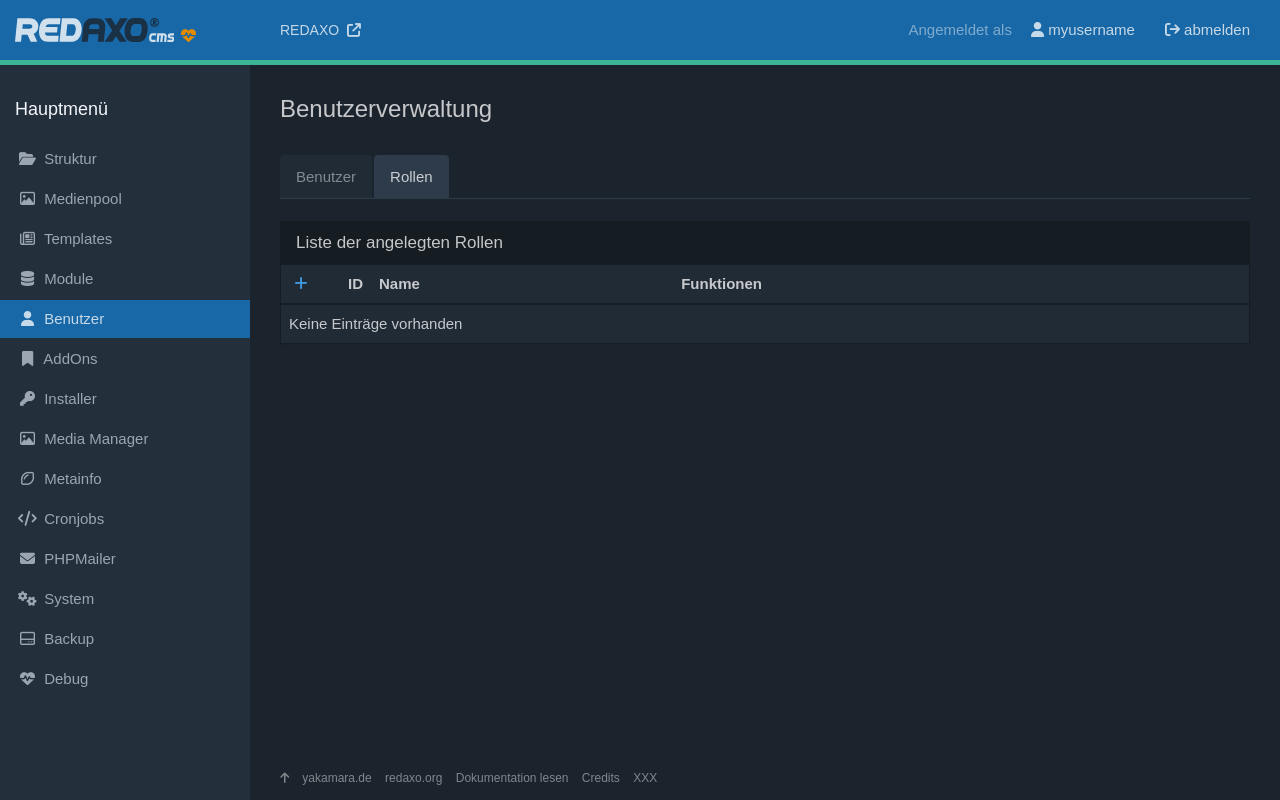 REDAXO® cms
REDAXO
Angemeldet als myusername abmelden
Hauptmenü
Struktur
Medienpool
Templates
Module
Benutzer
AddOns
Installer
Media Manager
Metainfo
Cronjobs
PHPMailer
System
Backup
Debug
Benutzerverwaltung
Benutzer Rollen
Liste der angelegten Rollen
ID Name Funktionen
Keine Einträge vorhanden
yakamara.de redaxo.org Dokumentation lesen Credits XXX